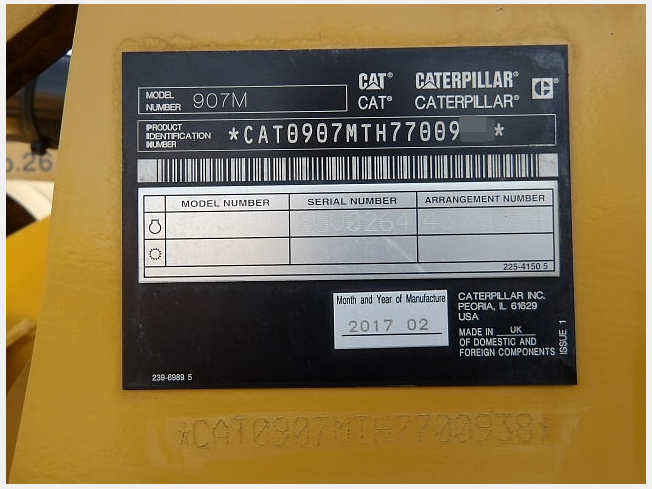 CAT® CATERPILLAR®
MODEL NUMBER 907M
CAT® CATERPILLAR®
PRODUCT IDENTIFICATION NUMBER *CAT0907MTH77009 *
MODEL NUMBER SERIAL NUMBER ARRANGEMENT NUMBER
225-4150 5
Month and Year of Manufacture
2017 02
CATERPILLAR INC.
PEORIA, IL 61629
USA
MADE IN UK
OF DOMESTIC AND
FOREIGN COMPONENTS
ISSUE 1
239-6989 5
*CAT0907MTH7700938*